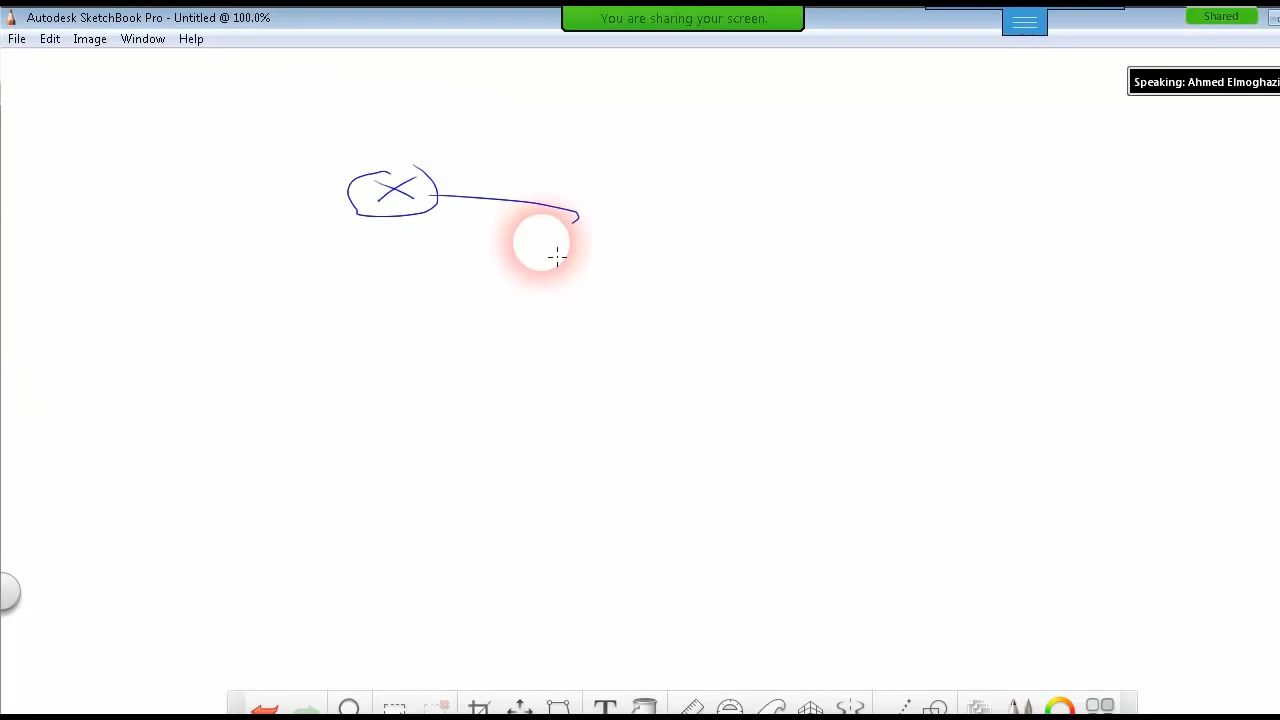 Autodesk SketchBook Pro - Untitled @ 100.0%
You are sharing your screen.
Shared
File Edit Image Window Help
Speaking: Ahmed Elmoghazi
X
T